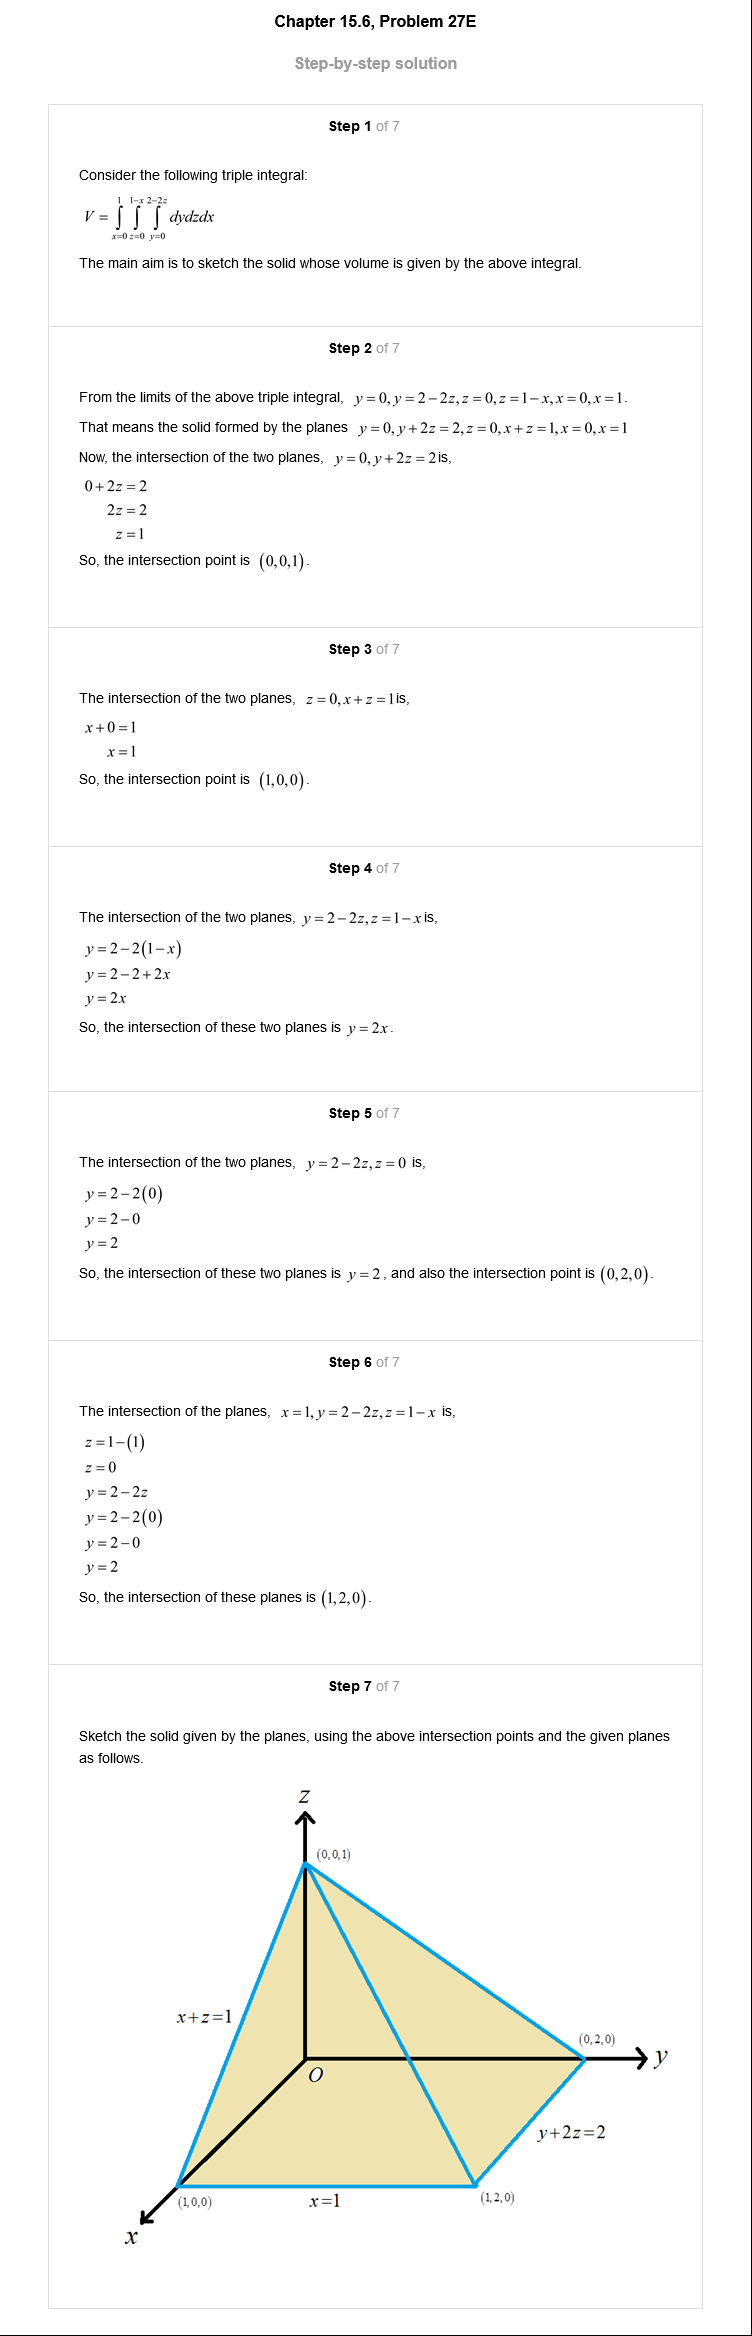 Chapter 15.6, Problem 27E
Step-by-step solution
Step 1 of 7
Consider the following triple integral:
V = ∫_{x=0}^{1} ∫_{z=0}^{1−x} ∫_{y=0}^{2−2z} dydzdx
The main aim is to sketch the solid whose volume is given by the above integral.
Step 2 of 7
From the limits of the above triple integral, y = 0, y = 2 − 2z, z = 0, z = 1 − x, x = 0, x = 1.
That means the solid formed by the planes y = 0, y + 2z = 2, z = 0, x + z = 1, x = 0, x = 1
Now, the intersection of the two planes, y = 0, y + 2z = 2 is,
0 + 2z = 2
2z = 2
z = 1
So, the intersection point is (0,0,1).
Step 3 of 7
The intersection of the two planes, z = 0, x + z = 1 is,
x + 0 = 1
x = 1
So, the intersection point is (1,0,0).
Step 4 of 7
The intersection of the two planes, y = 2 − 2z, z = 1 − x is,
y = 2 − 2(1 − x)
y = 2 − 2 + 2x
y = 2x
So, the intersection of these two planes is y = 2x.
Step 5 of 7
The intersection of the two planes, y = 2 − 2z, z = 0 is,
y = 2 − 2(0)
y = 2 − 0
y = 2
So, the intersection of these two planes is y = 2, and also the intersection point is (0,2,0).
Step 6 of 7
The intersection of the planes, x = 1, y = 2 − 2z, z = 1 − x is,
z = 1 − (1)
z = 0
y = 2 − 2z
y = 2 − 2(0)
y = 2 − 0
y = 2
So, the intersection of these planes is (1,2,0).
Step 7 of 7
Sketch the solid given by the planes, using the above intersection points and the given planes
as follows.
z
(0,0,1)
x+z=1
(0,2,0)
y
O
y+2z=2
(1,0,0)
x=1
(1,2,0)
x